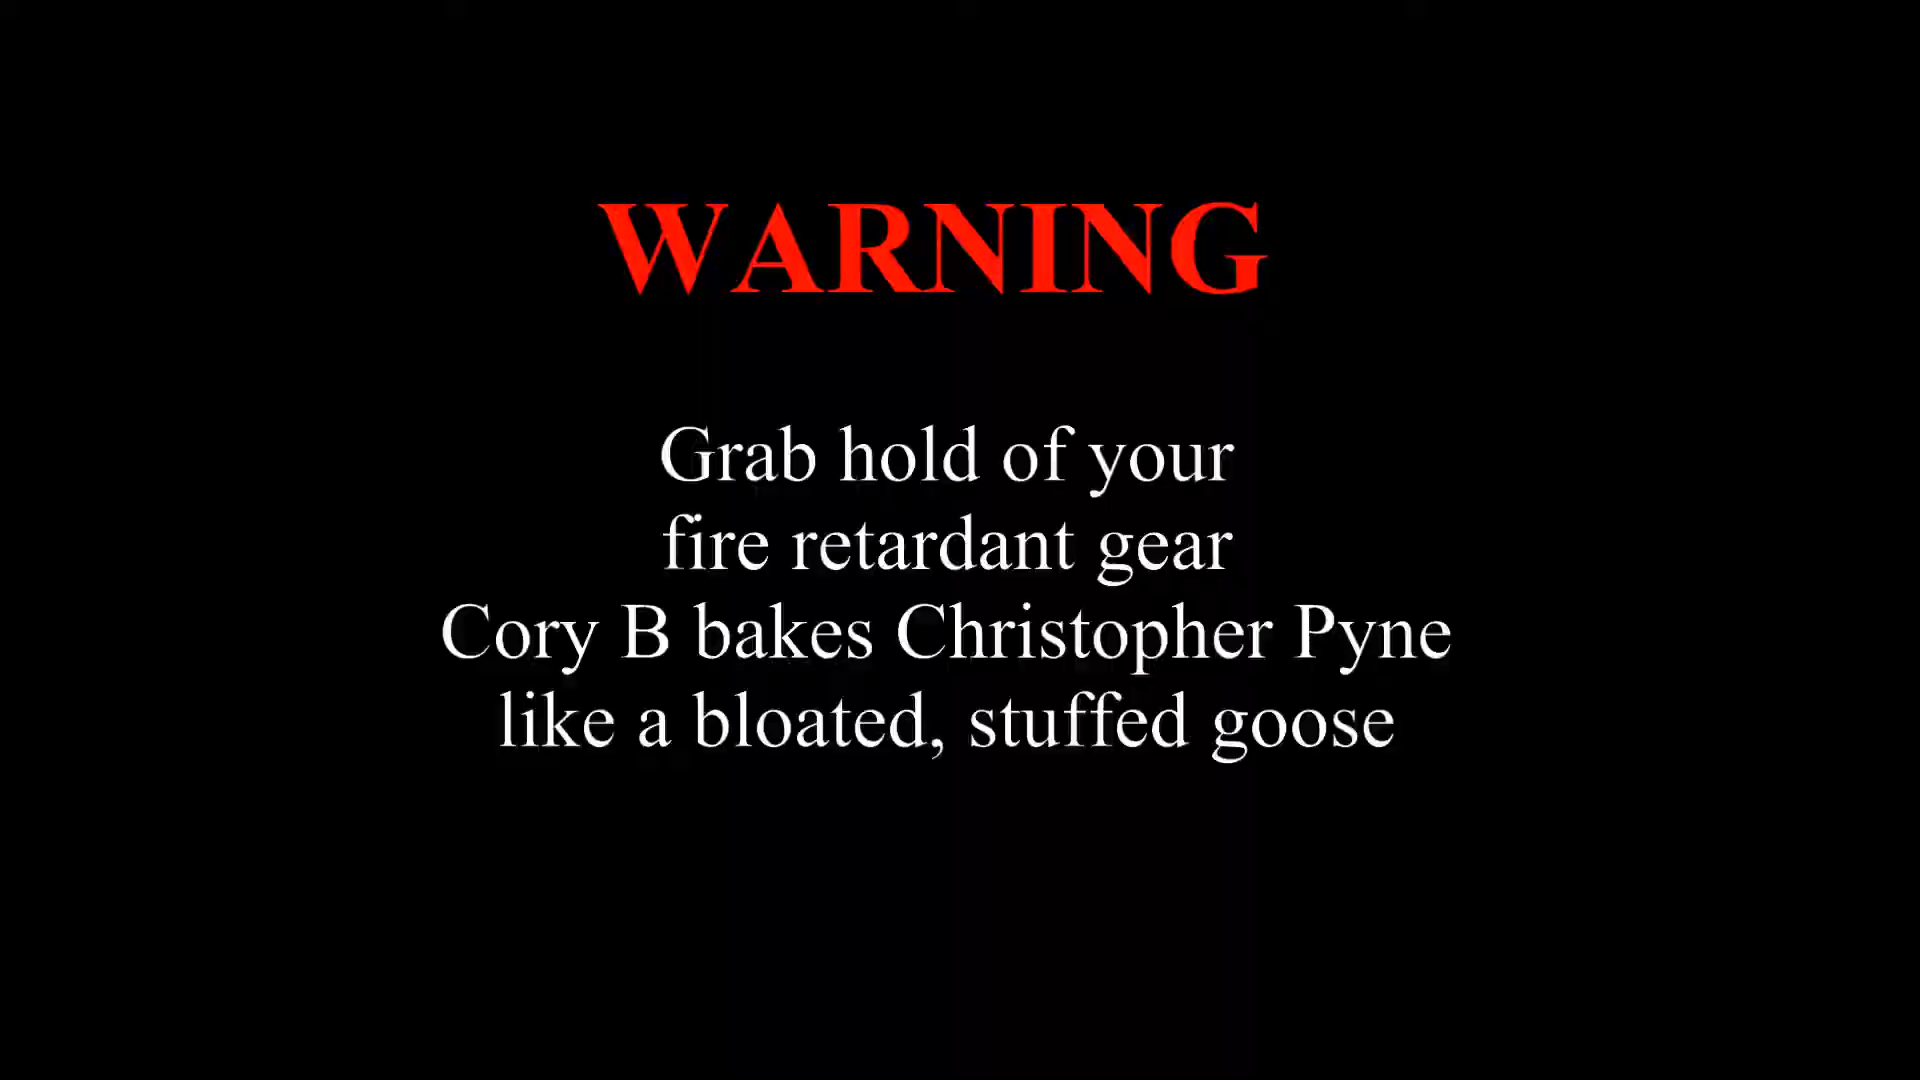 WARNING
Grab hold of your
fire retardant gear
Cory B bakes Christopher Pyne
like a bloated, stuffed goose